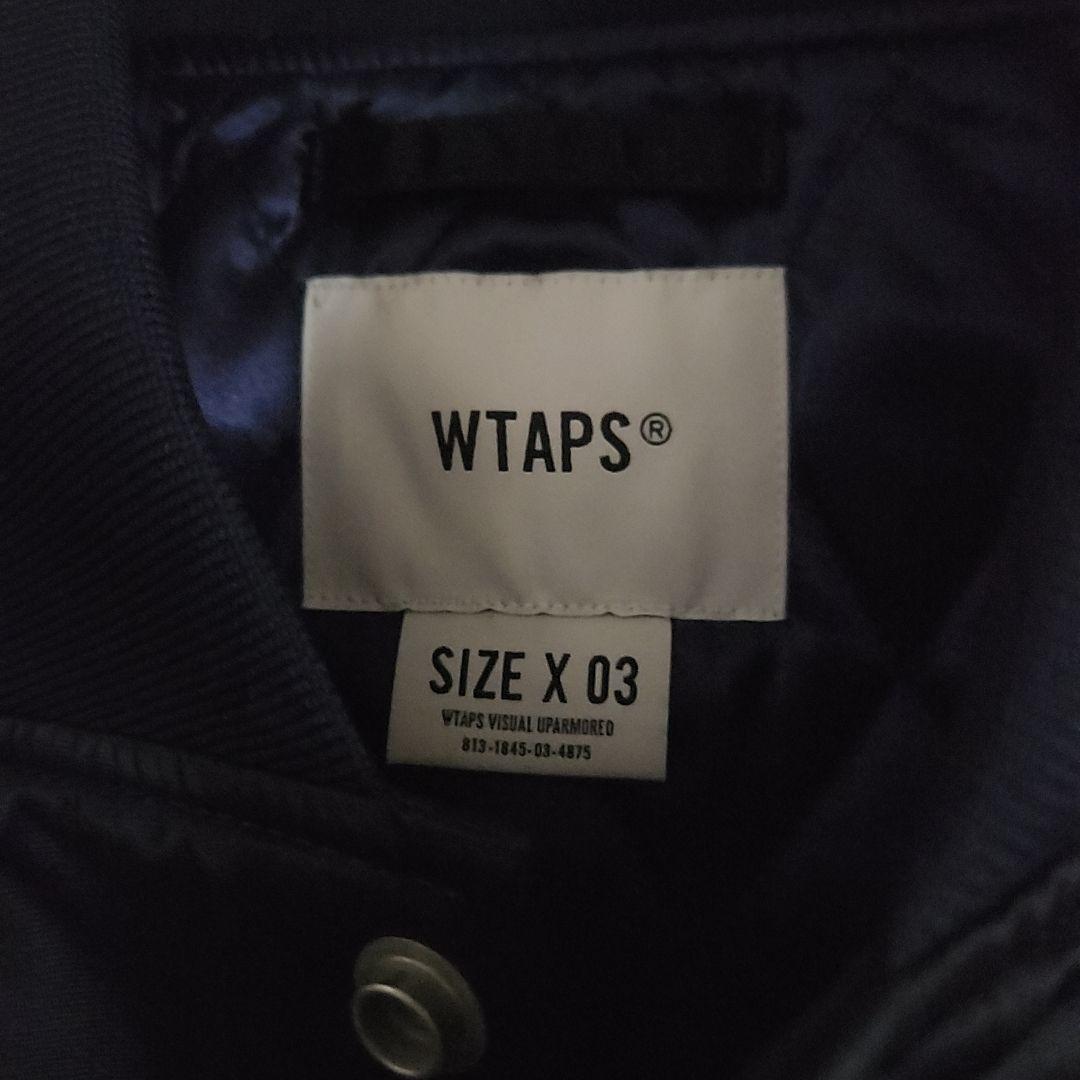 WTAPS®
SIZE X 03
WTAPS VISUAL UPARMORED
813-1845-03-4875